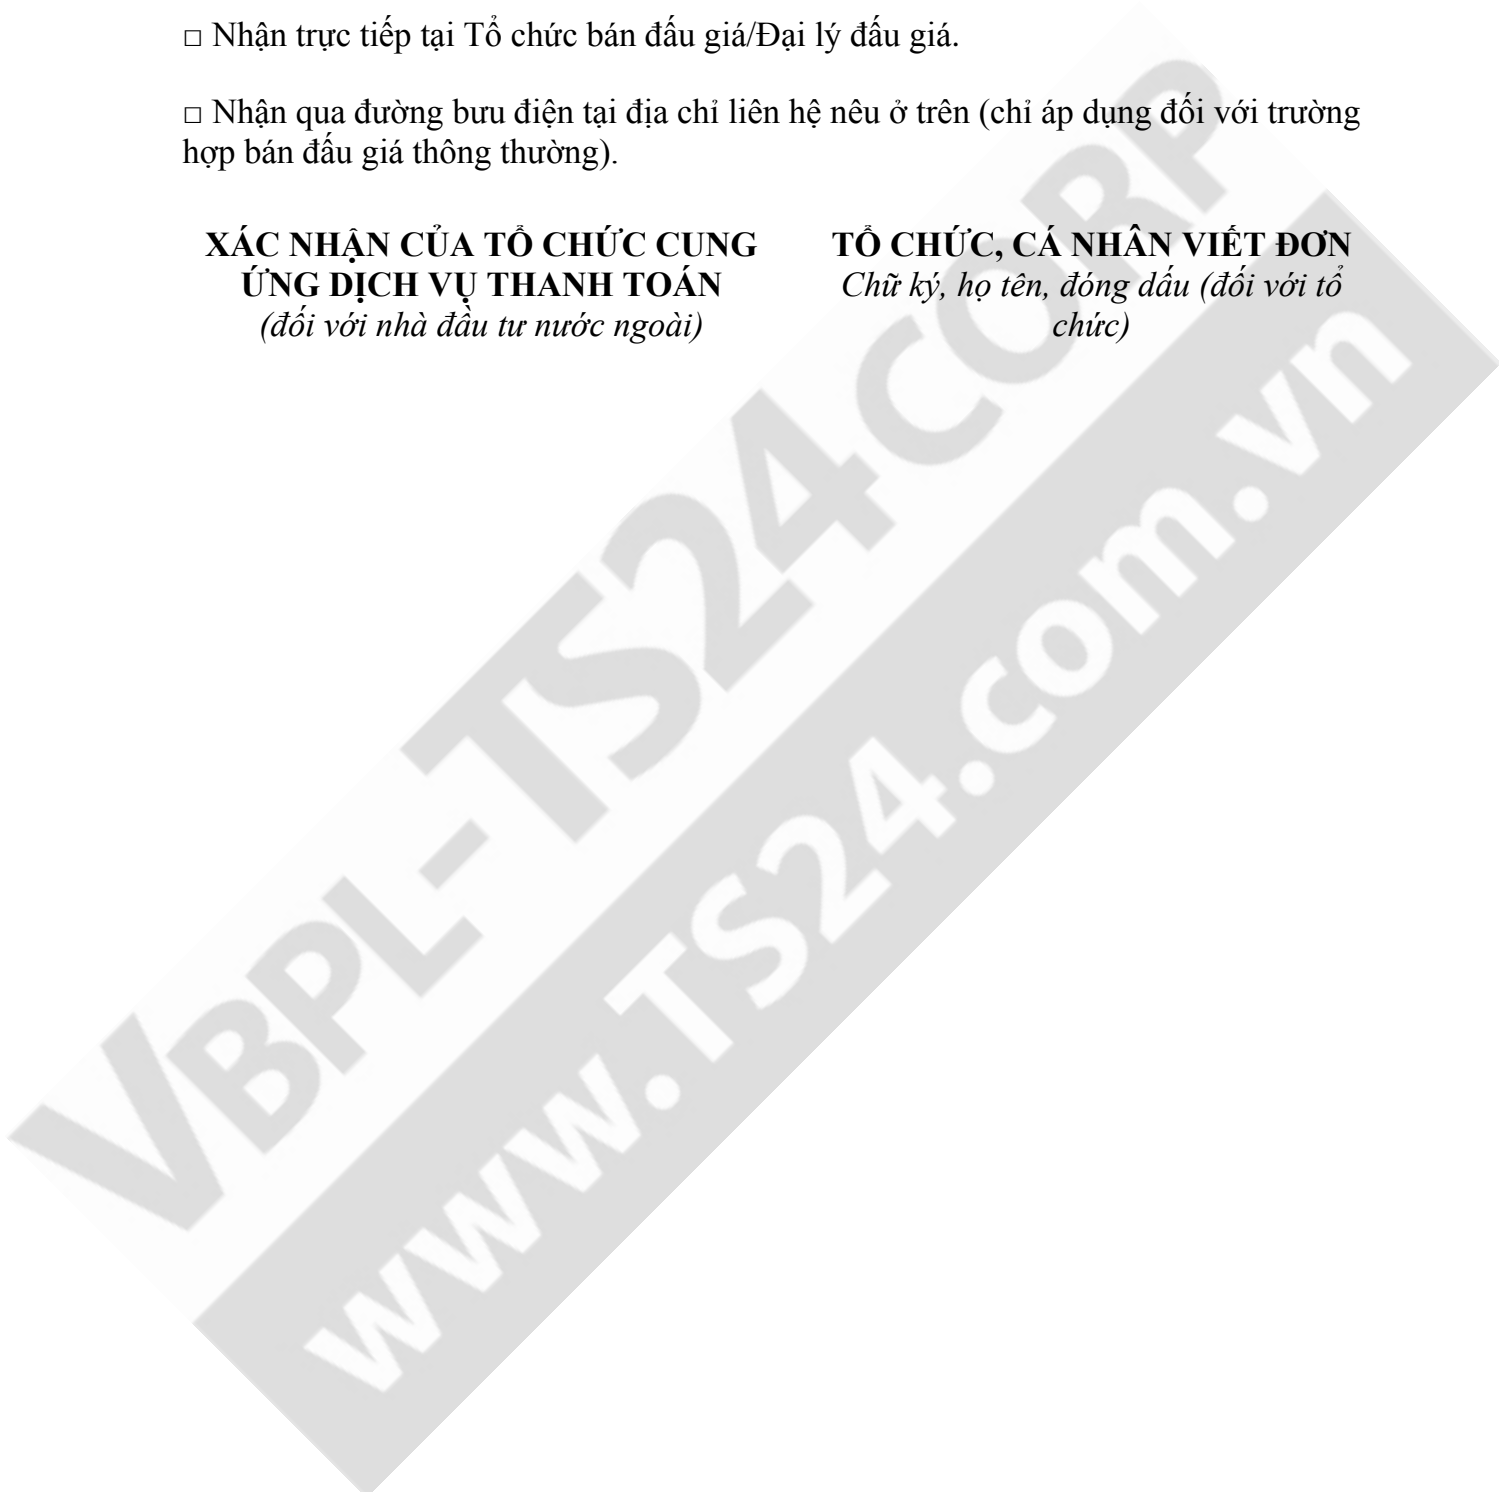 □ Nhận trực tiếp tại Tổ chức bán đấu giá/Đại lý đấu giá.
□ Nhận qua đường bưu điện tại địa chỉ liên hệ nêu ở trên (chỉ áp dụng đối với trường
hợp bán đấu giá thông thường).
XÁC NHẬN CỦA TỔ CHỨC CUNG
ỨNG DỊCH VỤ THANH TOÁN
(đối với nhà đầu tư nước ngoài)
TỔ CHỨC, CÁ NHÂN VIẾT ĐƠN
Chữ ký, họ tên, đóng dấu (đối với tổ
chức)
VBPL-TS24CORP
www.TS24.com.vn